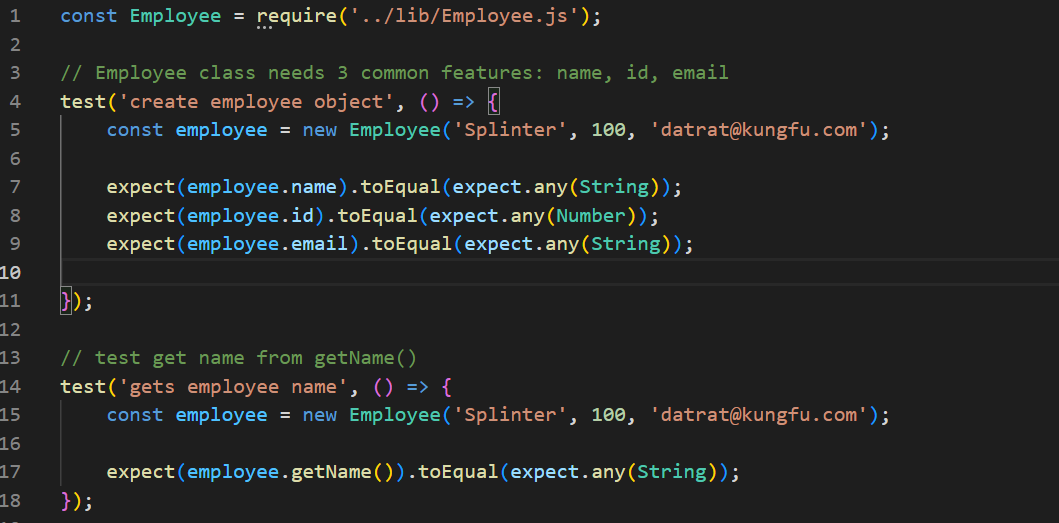 1 const Employee = require('../lib/Employee.js');
2
3 // Employee class needs 3 common features: name, id, email
4 test('create employee object', () => {
5 const employee = new Employee('Splinter', 100, 'datrat@kungfu.com');
6
7 expect(employee.name).toEqual(expect.any(String));
8 expect(employee.id).toEqual(expect.any(Number));
9 expect(employee.email).toEqual(expect.any(String));
10
11 });
12
13 // test get name from getName()
14 test('gets employee name', () => {
15 const employee = new Employee('Splinter', 100, 'datrat@kungfu.com');
16
17 expect(employee.getName()).toEqual(expect.any(String));
18 });